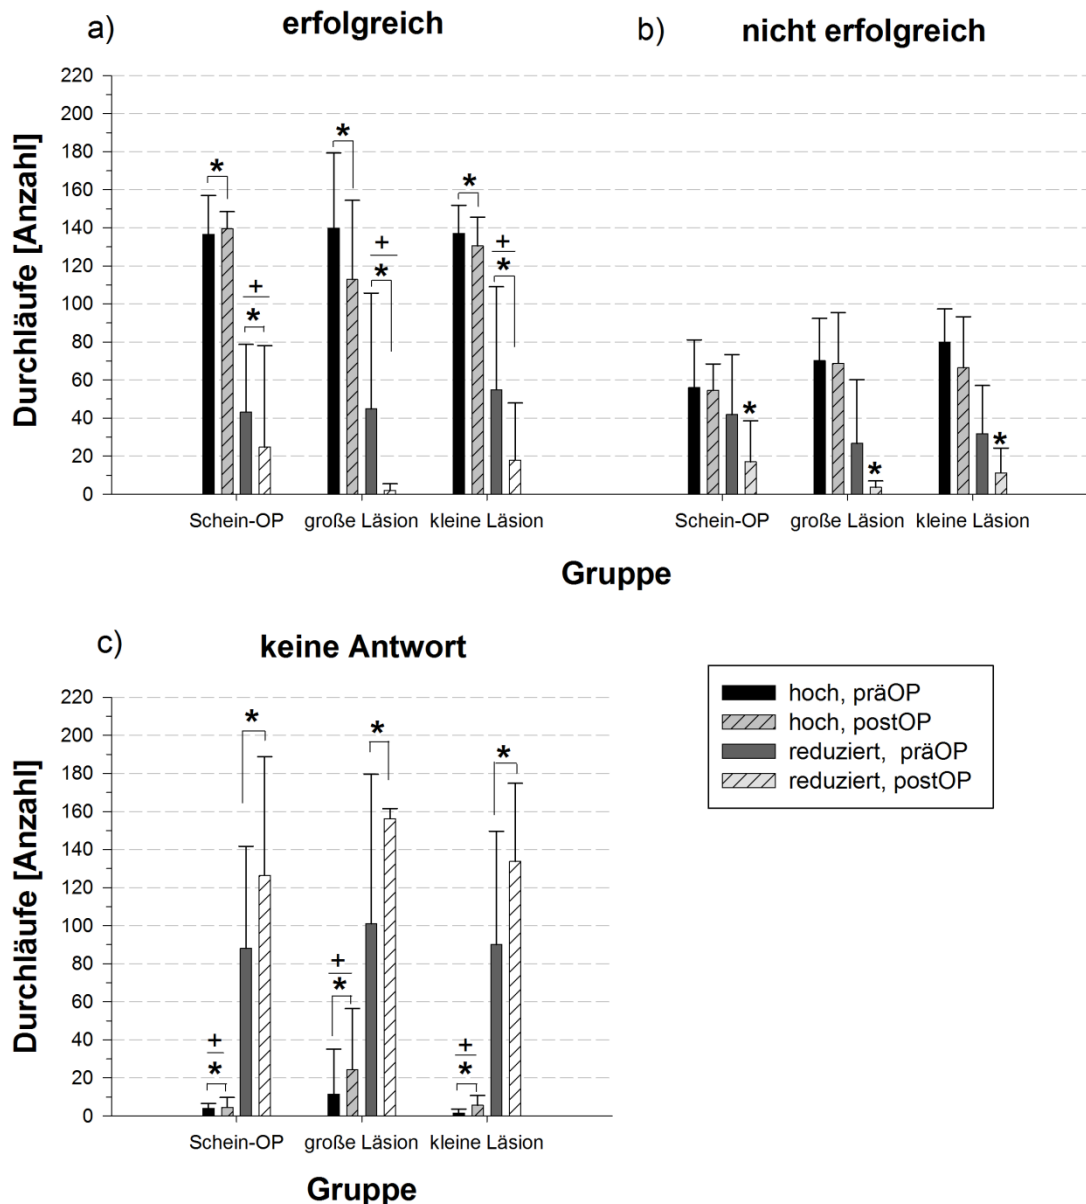 a) erfolgreich
b) nicht erfolgreich
Durchläufe [Anzahl]
220
200
180
160
140
120
100
80
60
40
20
0
* * *
+ + +
* * *
* * *
Schein-OP große Läsion kleine Läsion
Schein-OP große Läsion kleine Läsion
Gruppe
c) keine Antwort
Durchläufe [Anzahl]
220
200
180
160
140
120
100
80
60
40
20
0
* * *
+ + +
* * *
Schein-OP große Läsion kleine Läsion
Gruppe
hoch, präOP
hoch, postOP
reduziert, präOP
reduziert, postOP